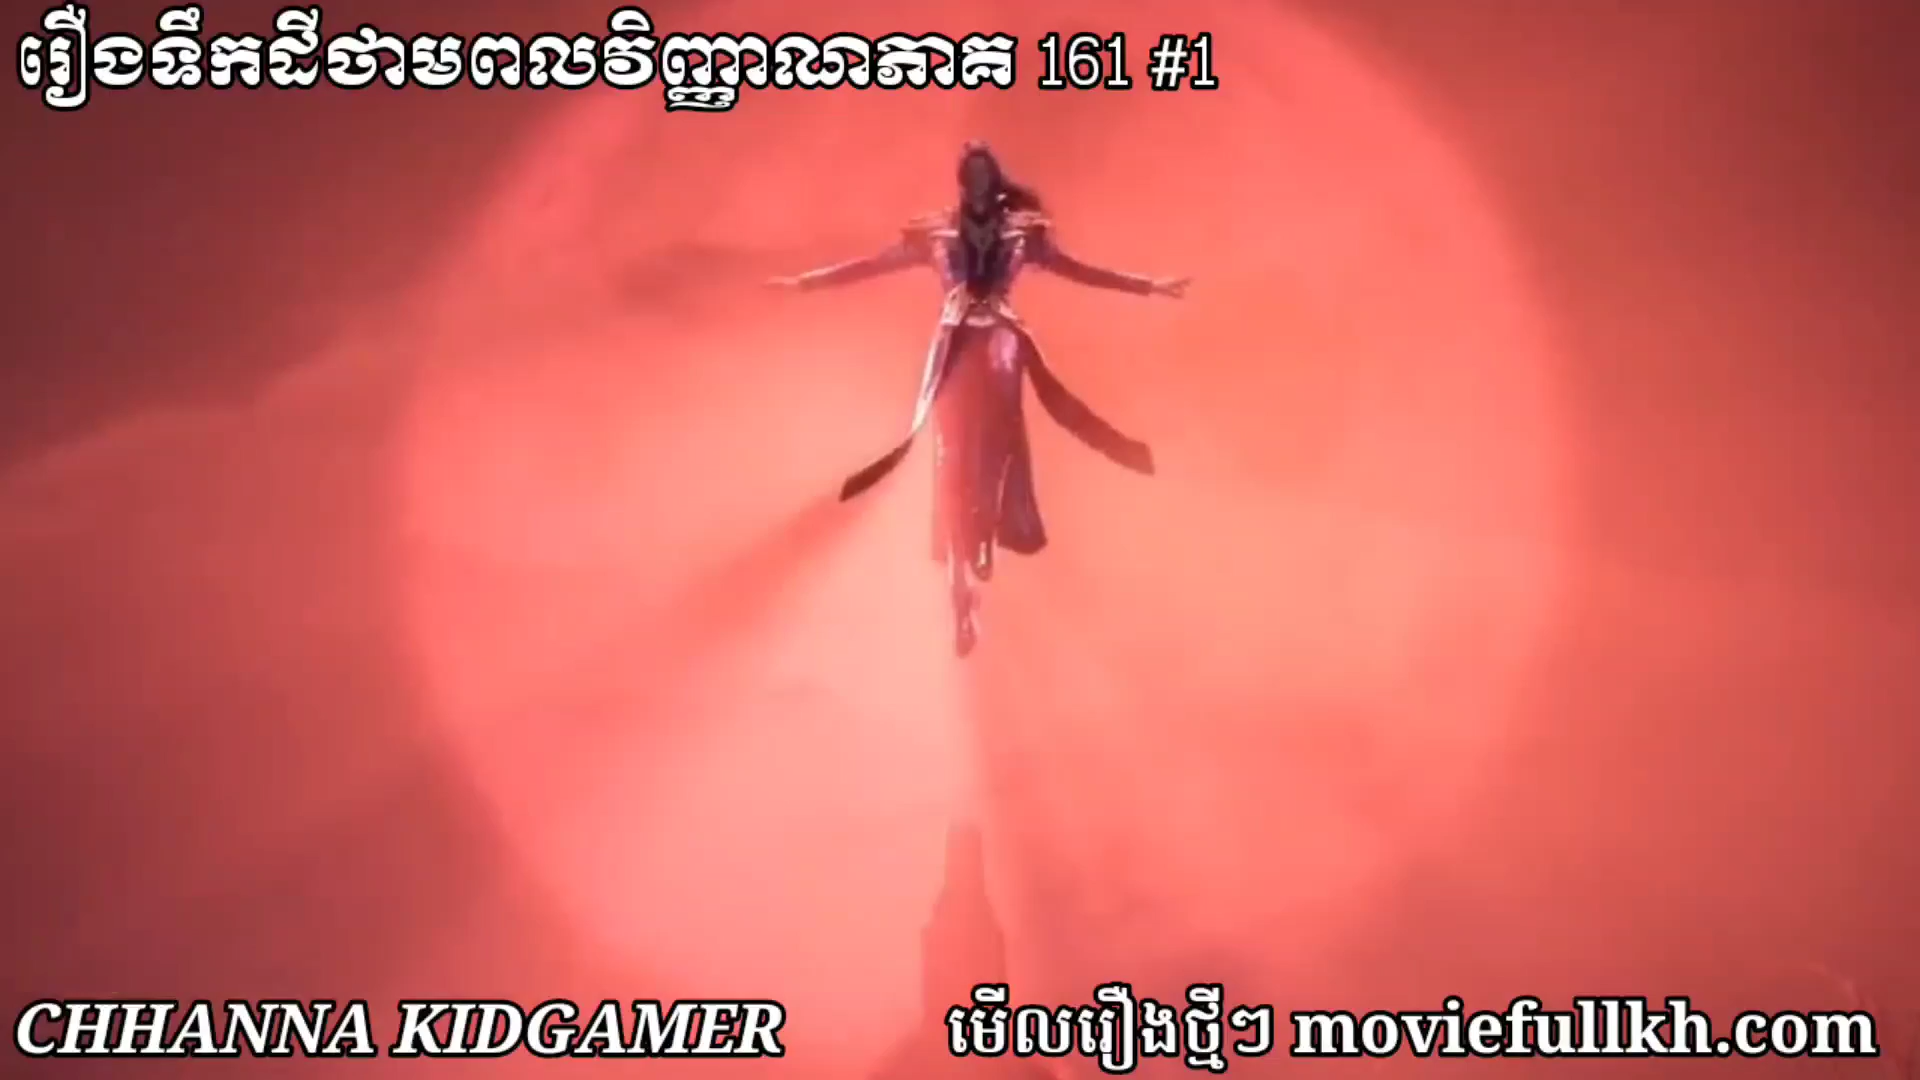 រឿងទឹកដីថាមពលវិញ្ញាណភាគ 161 #1
CHHANNA KIDGAMER
មើលរឿងថ្មីៗ moviefullkh.com